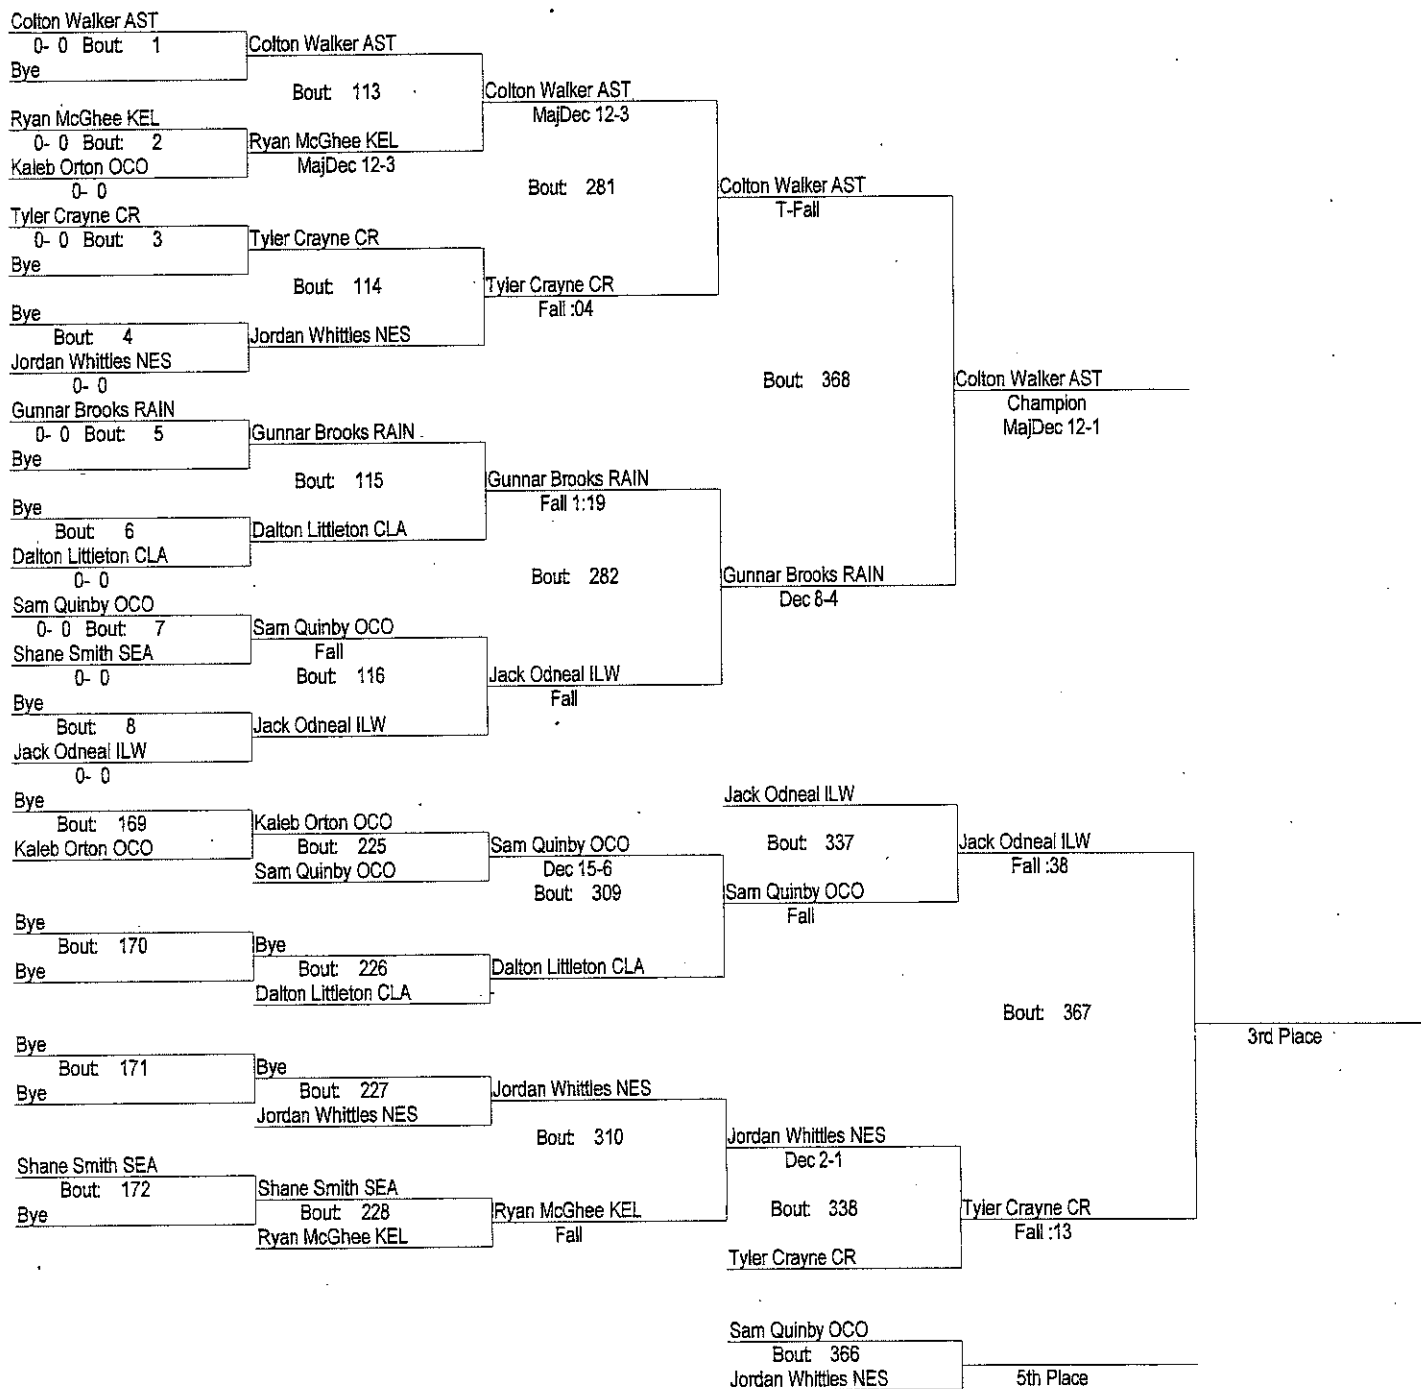 Colton Walker AST
0- 0 Bout: 1
Bye
Colton Walker AST
Bout: 113
Ryan McGhee KEL
0- 0 Bout: 2
Kaleb Orton OCO
0- 0
Ryan McGhee KEL
MajDec 12-3
Colton Walker AST
MajDec 12-3
Bout: 281
Tyler Crayne CR
0- 0 Bout: 3
Bye
Tyler Crayne CR
Bout: 114
Bye
Bout: 4
Jordan Whittles NES
0- 0
Jordan Whittles NES
Tyler Crayne CR
Fall :04
Colton Walker AST
T-Fall
Bout: 368
Colton Walker AST
Champion
MajDec 12-1
Gunnar Brooks RAIN
0- 0 Bout: 5
Bye
Gunnar Brooks RAIN
Bout: 115
Bye
Bout: 6
Dalton Littleton CLA
0- 0
Dalton Littleton CLA
Gunnar Brooks RAIN
Fall 1:19
Bout: 282
Sam Quinby OCO
0- 0 Bout: 7
Shane Smith SEA
0- 0
Sam Quinby OCO
Fall
Bout: 116
Bye
Bout: 8
Jack Odneal ILW
0- 0
Jack Odneal ILW
Jack Odneal ILW
Fall
Gunnar Brooks RAIN
Dec 8-4
Bye
Bout: 169
Kaleb Orton OCO
Kaleb Orton OCO
Bout: 225
Sam Quinby OCO
Sam Quinby OCO
Dec 15-6
Bout: 309
Bye
Bout: 170
Bye
Bye
Bout: 226
Dalton Littleton CLA
Dalton Littleton CLA
Jack Odneal ILW
Bout: 337
Sam Quinby OCO
Fall
Jack Odneal ILW
Fall :38
Bout: 367
3rd Place
Bye
Bout: 171
Bye
Bye
Bout: 227
Jordan Whittles NES
Jordan Whittles NES
Bout: 310
Shane Smith SEA
Bout: 172
Bye
Shane Smith SEA
Bout: 228
Ryan McGhee KEL
Ryan McGhee KEL
Fall
Jordan Whittles NES
Dec 2-1
Bout: 338
Tyler Crayne CR
Tyler Crayne CR
Fall :13
Sam Quinby OCO
Bout: 366
Jordan Whittles NES
5th Place